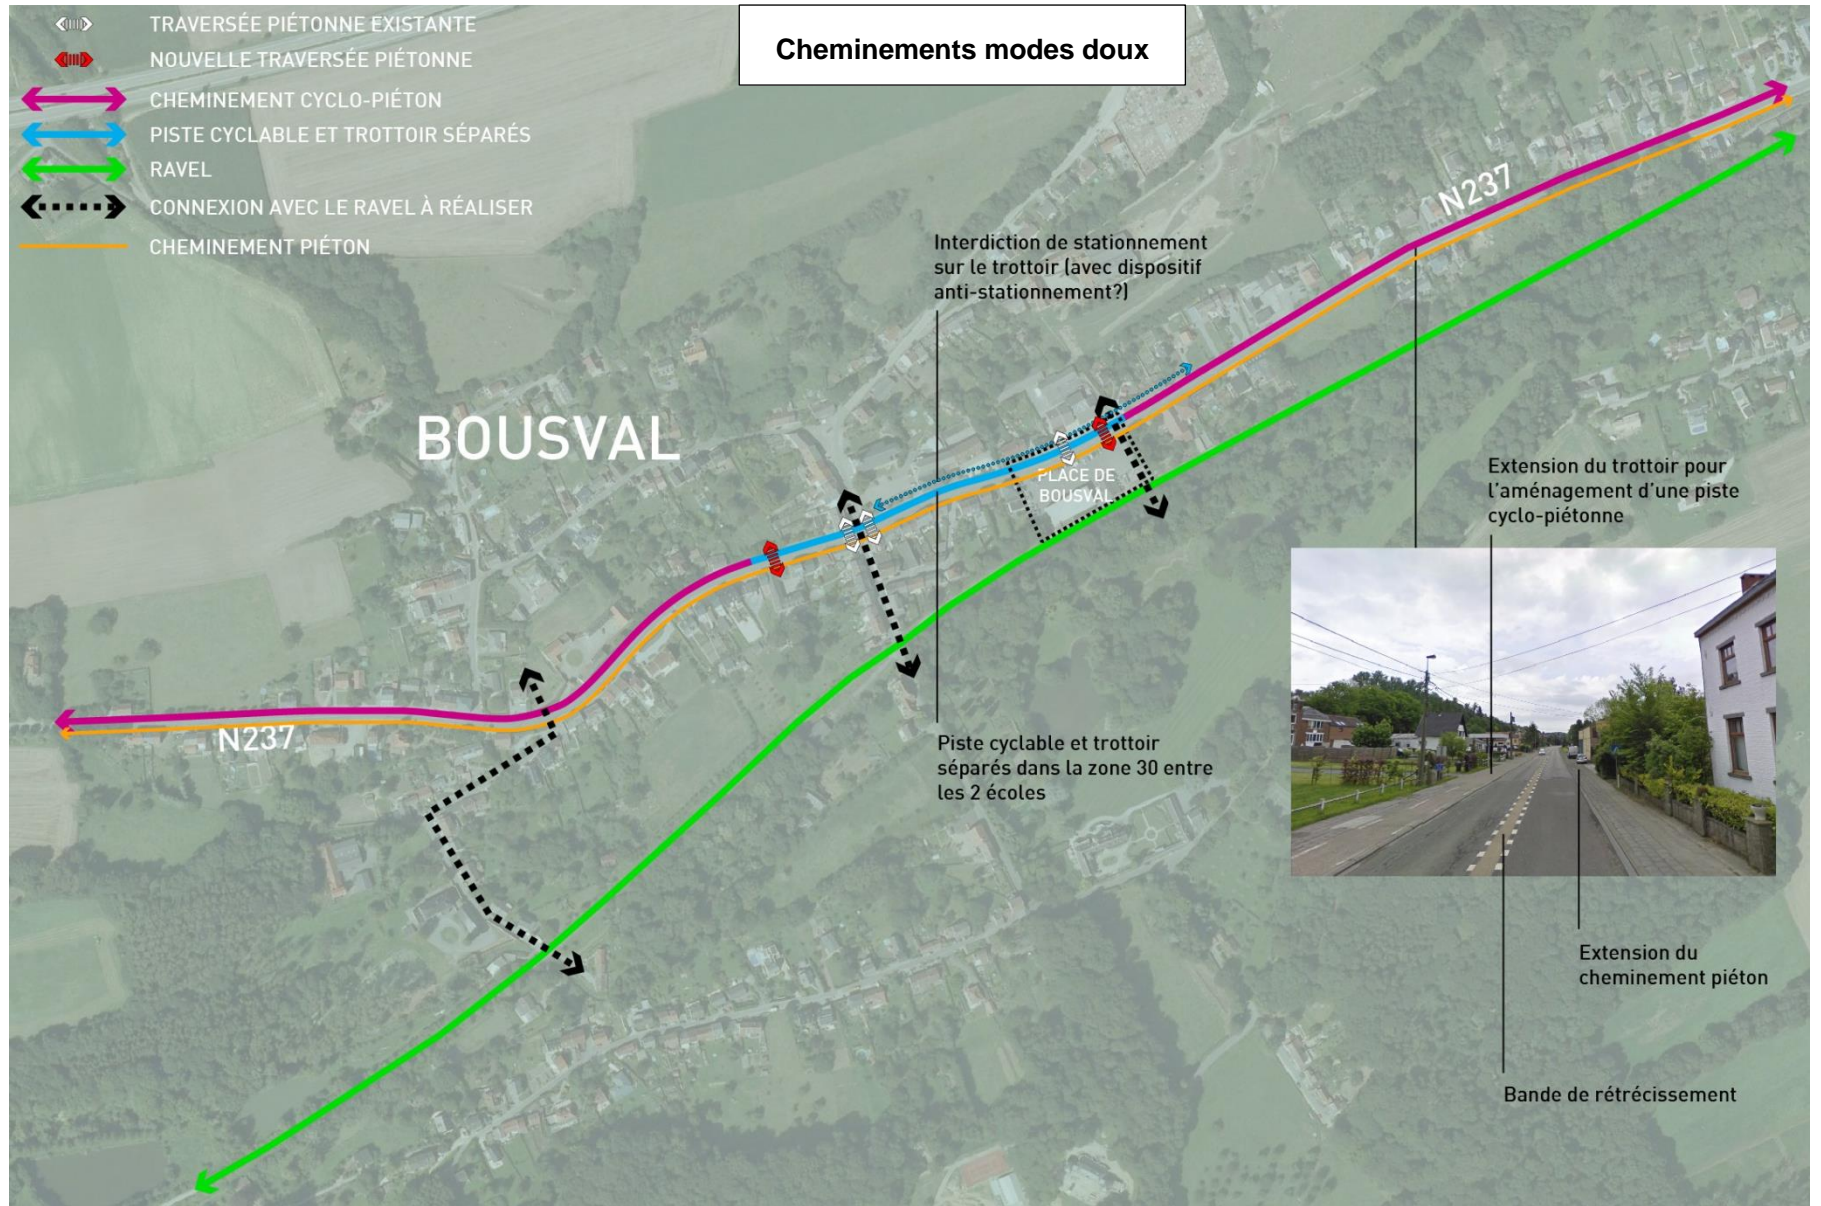 TRAVERSÉE PIÉTONNE EXISTANTE
NOUVELLE TRAVERSÉE PIÉTONNE
CHEMINEMENT CYCLO-PIÉTON
PISTE CYCLABLE ET TROTTOIR SÉPARÉS
RAVEL
CONNEXION AVEC LE RAVEL À RÉALISER
CHEMINEMENT PIÉTON
Cheminements modes doux
N237
Interdiction de stationnement
sur le trottoir (avec dispositif
anti-stationnement?)
BOUSVAL
PLACE DE
BOUSVAL
Extension du trottoir pour
l'aménagement d'une piste
cyclo-piétonne
N237
Piste cyclable et trottoir
séparés dans la zone 30 entre
les 2 écoles
Extension du
cheminement piéton
Bande de rétrécissement